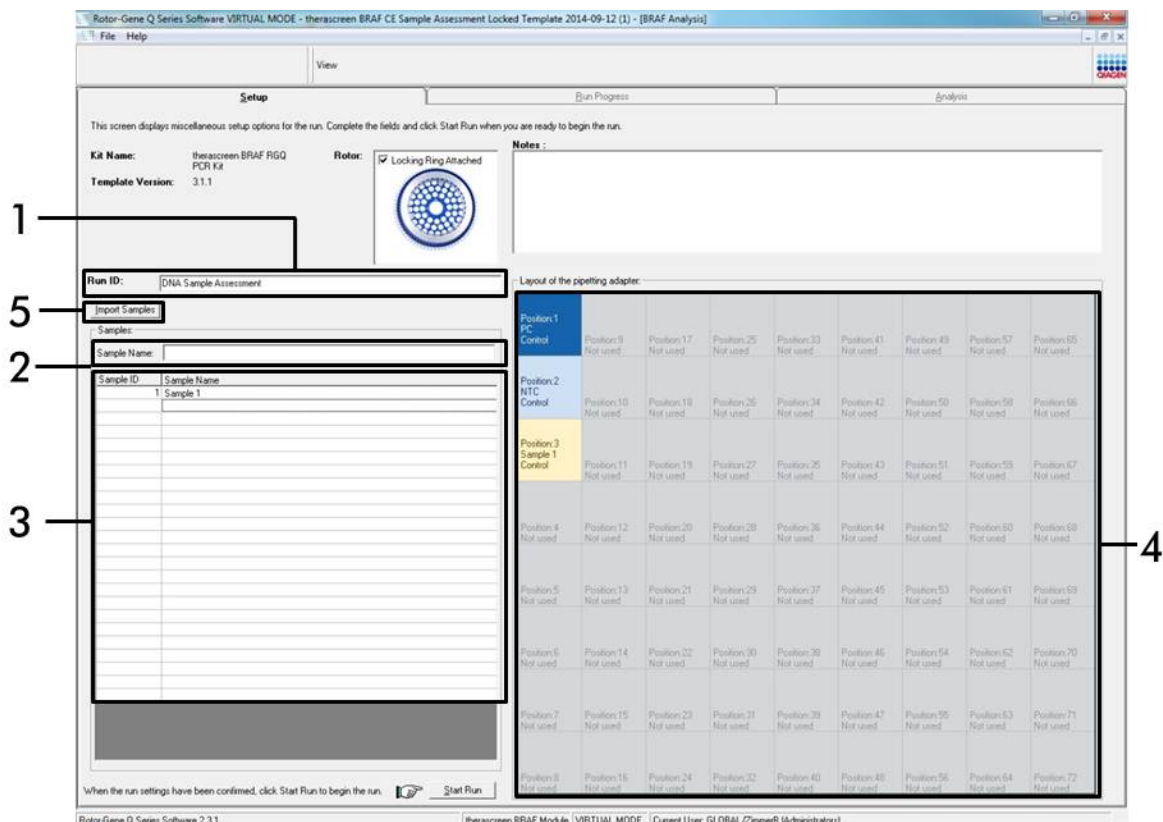 Rotor-Gene Q Series Software VIRTUAL MODE - therascreen BRAF CE Sample Assessment Locked Template 2014-09-12 (1) - [BRAF Analysis]
File Help
View
QIAGEN
Setup
Run Progress
Analysis
This screen displays miscellaneous setup options for the run. Complete the fields and click Start Run when you are ready to begin the run.
Kit Name: therascreen BRAF RGQ PCR Kit
Template Version: 3.1.1
Rotor:
Locking Ring Attached
Notes :
1
Run ID: DNA Sample Assessment
5
Import Samples
Samples:
2
Sample Name:
Sample ID Sample Name
1 Sample 1
3
Layout of the pipetting adapter:
4
Position:1 PC Control
Position:9 Not used
Position:17 Not used
Position:25 Not used
Position:33 Not used
Position:41 Not used
Position:49 Not used
Position:57 Not used
Position:65 Not used
Position:2 NTC Control
Position:10 Not used
Position:18 Not used
Position:26 Not used
Position:34 Not used
Position:42 Not used
Position:50 Not used
Position:58 Not used
Position:66 Not used
Position:3 Sample 1 Control
Position:11 Not used
Position:19 Not used
Position:27 Not used
Position:35 Not used
Position:43 Not used
Position:51 Not used
Position:59 Not used
Position:67 Not used
Position:4 Not used
Position:12 Not used
Position:20 Not used
Position:28 Not used
Position:36 Not used
Position:44 Not used
Position:52 Not used
Position:60 Not used
Position:68 Not used
Position:5 Not used
Position:13 Not used
Position:21 Not used
Position:29 Not used
Position:37 Not used
Position:45 Not used
Position:53 Not used
Position:61 Not used
Position:69 Not used
Position:6 Not used
Position:14 Not used
Position:22 Not used
Position:30 Not used
Position:38 Not used
Position:46 Not used
Position:54 Not used
Position:62 Not used
Position:70 Not used
Position:7 Not used
Position:15 Not used
Position:23 Not used
Position:31 Not used
Position:39 Not used
Position:47 Not used
Position:55 Not used
Position:63 Not used
Position:71 Not used
Position:8 Not used
Position:16 Not used
Position:24 Not used
Position:32 Not used
Position:40 Not used
Position:48 Not used
Position:56 Not used
Position:64 Not used
Position:72 Not used
When the run settings have been confirmed, click Start Run to begin the run.
Start Run
Rotor-Gene Q Series Software 2.3.1
therascreen BRAF Module
VIRTUAL MODE
Current User: GLOBAL/ZimmerR (Administrators)